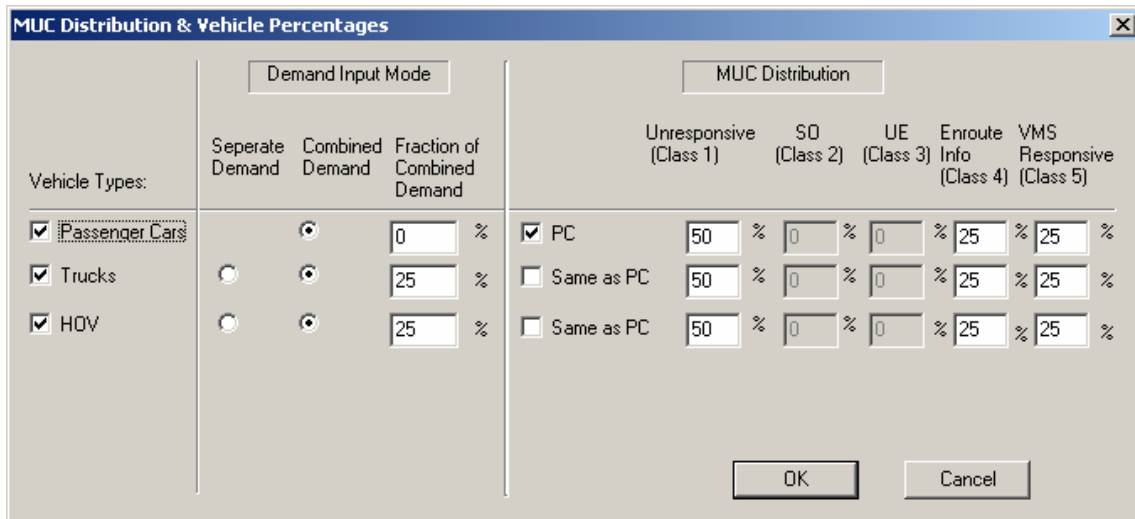 MUC Distribution & Vehicle Percentages
Demand Input Mode
MUC Distribution
Vehicle Types:
Seperate Demand
Combined Demand
Fraction of Combined Demand
Unresponsive (Class 1)
SO (Class 2)
UE (Class 3)
Enroute Info (Class 4)
VMS Responsive (Class 5)
Passenger Cars 0 % PC 50 % 0 % 0 % 25 % 25 %
Trucks 25 % Same as PC 50 % 0 % 0 % 25 % 25 %
HOV 25 % Same as PC 50 % 0 % 0 % 25 % 25 %
OK Cancel